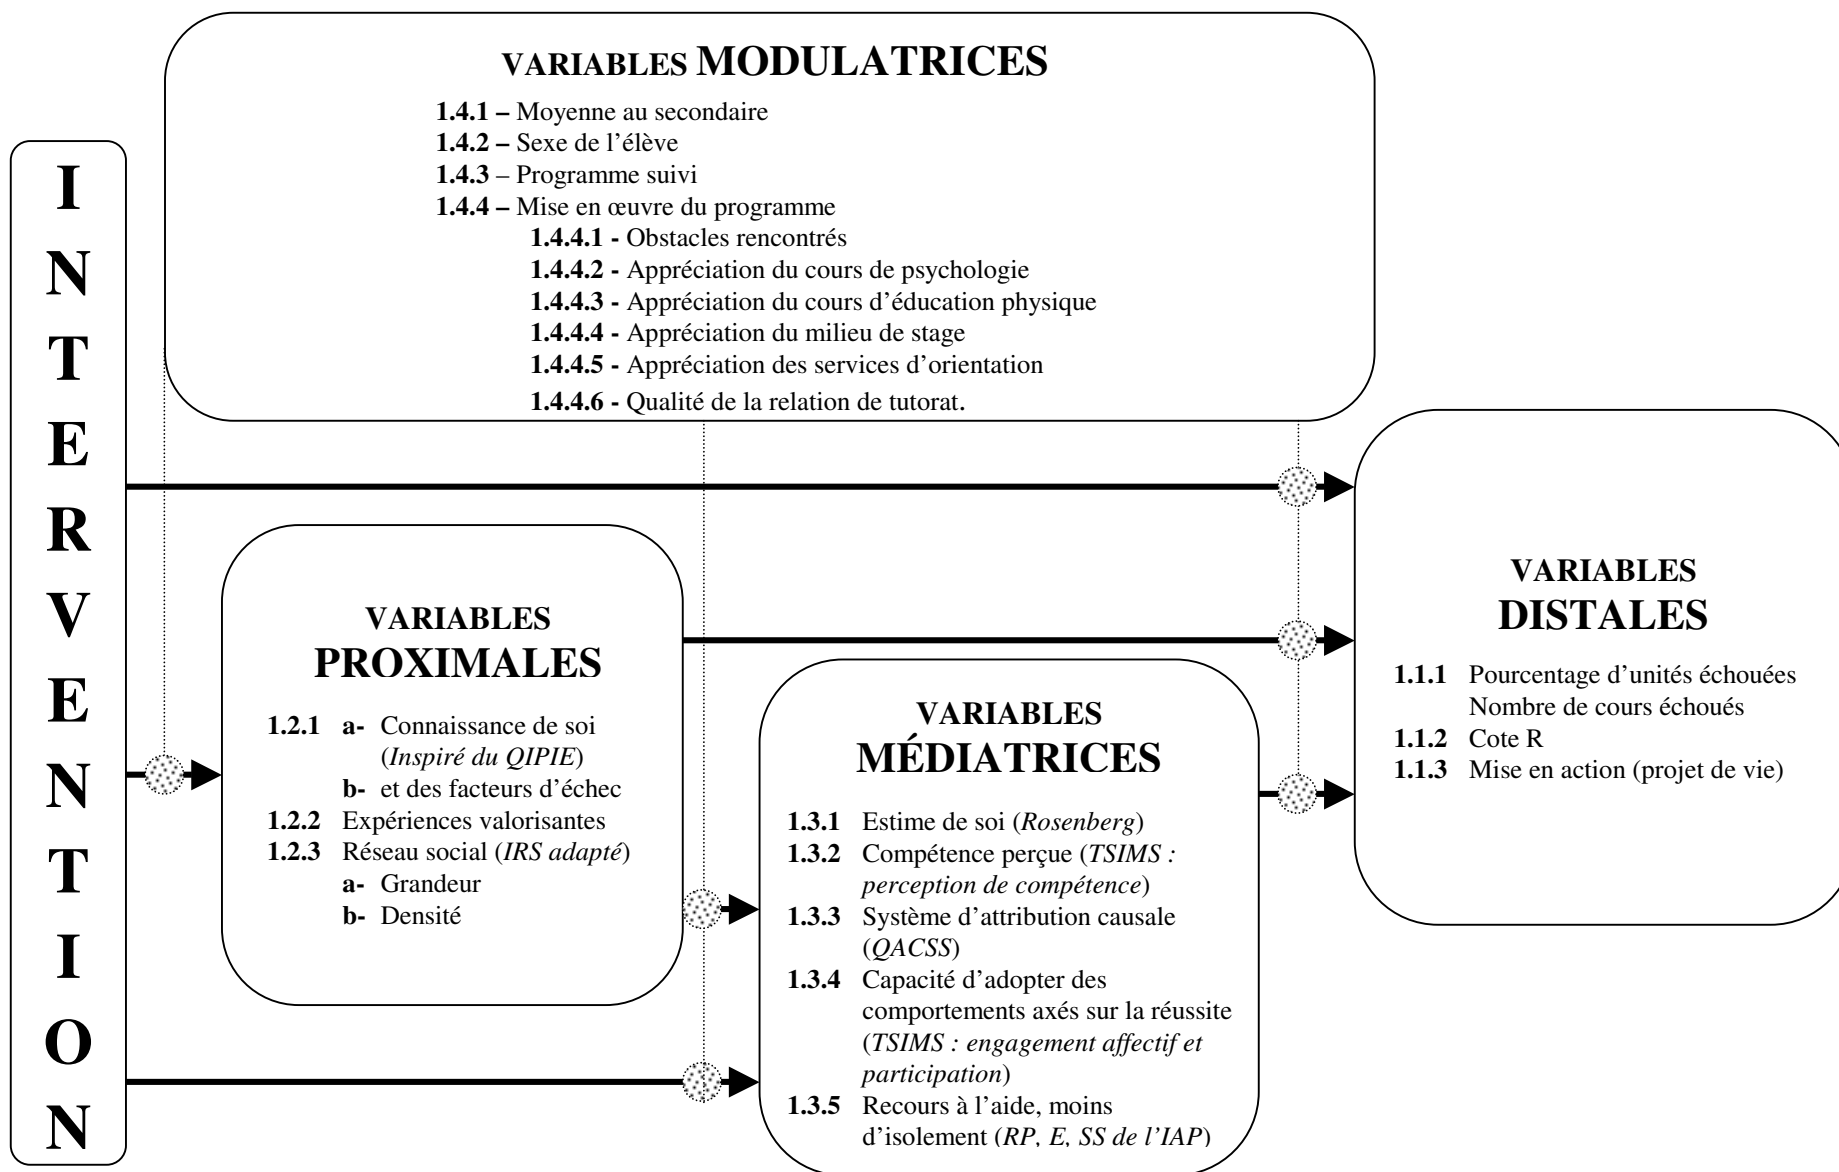 INTERVENTION
VARIABLES MODULATRICES
1.4.1 – Moyenne au secondaire
1.4.2 – Sexe de l’élève
1.4.3 – Programme suivi
1.4.4 – Mise en œuvre du programme
1.4.4.1 - Obstacles rencontrés
1.4.4.2 - Appréciation du cours de psychologie
1.4.4.3 - Appréciation du cours d’éducation physique
1.4.4.4 - Appréciation du milieu de stage
1.4.4.5 - Appréciation des services d’orientation
1.4.4.6 - Qualité de la relation de tutorat.
VARIABLES
PROXIMALES
1.2.1 a- Connaissance de soi
(Inspiré du QIPIE)
b- et des facteurs d’échec
1.2.2 Expériences valorisantes
1.2.3 Réseau social (IRS adapté)
a- Grandeur
b- Densité
VARIABLES
MÉDIATRICES
1.3.1 Estime de soi (Rosenberg)
1.3.2 Compétence perçue (TSIMS :
perception de compétence)
1.3.3 Système d’attribution causale
(QACSS)
1.3.4 Capacité d’adopter des
comportements axés sur la réussite
(TSIMS : engagement affectif et
participation)
1.3.5 Recours à l’aide, moins
d’isolement (RP, E, SS de l’IAP)
VARIABLES
DISTALES
1.1.1 Pourcentage d’unités échouées
Nombre de cours échoués
1.1.2 Cote R
1.1.3 Mise en action (projet de vie)